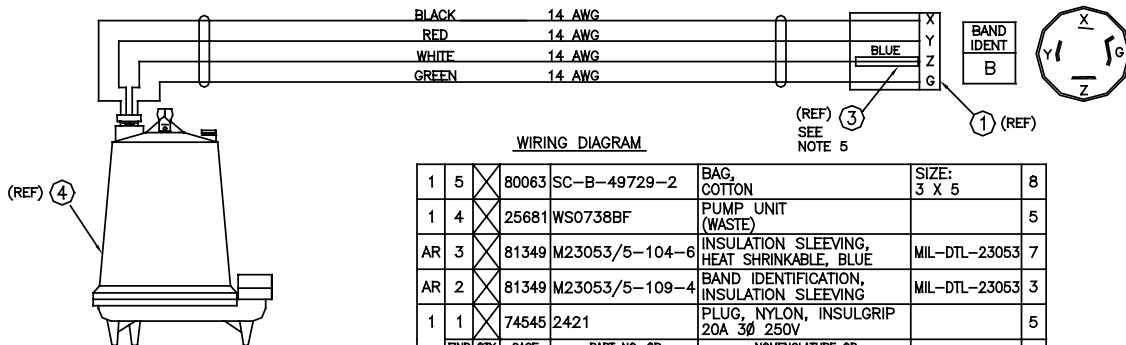 BLACK 14 AWG X
RED 14 AWG Y
WHITE 14 AWG BLUE Z
GREEN 14 AWG G
BAND IDENT
B
X
Y
G
Z
(REF) 3
SEE
NOTE 5
1 (REF)
(REF) 4
WIRING DIAGRAM
1 5 80063 SC-B-49729-2 BAG, COTTON SIZE: 3 X 5 8
1 4 25681 WS0738BF PUMP UNIT (WASTE) 5
AR 3 81349 M23053/5-104-6 INSULATION SLEEVING, HEAT SHRINKABLE, BLUE MIL-DTL-23053 7
AR 2 81349 M23053/5-109-4 BAND IDENTIFICATION, INSULATION SLEEVING MIL-DTL-23053 3
1 1 74545 2421 PLUG, NYLON, INSULGRIP 20A 3Ø 250V 5